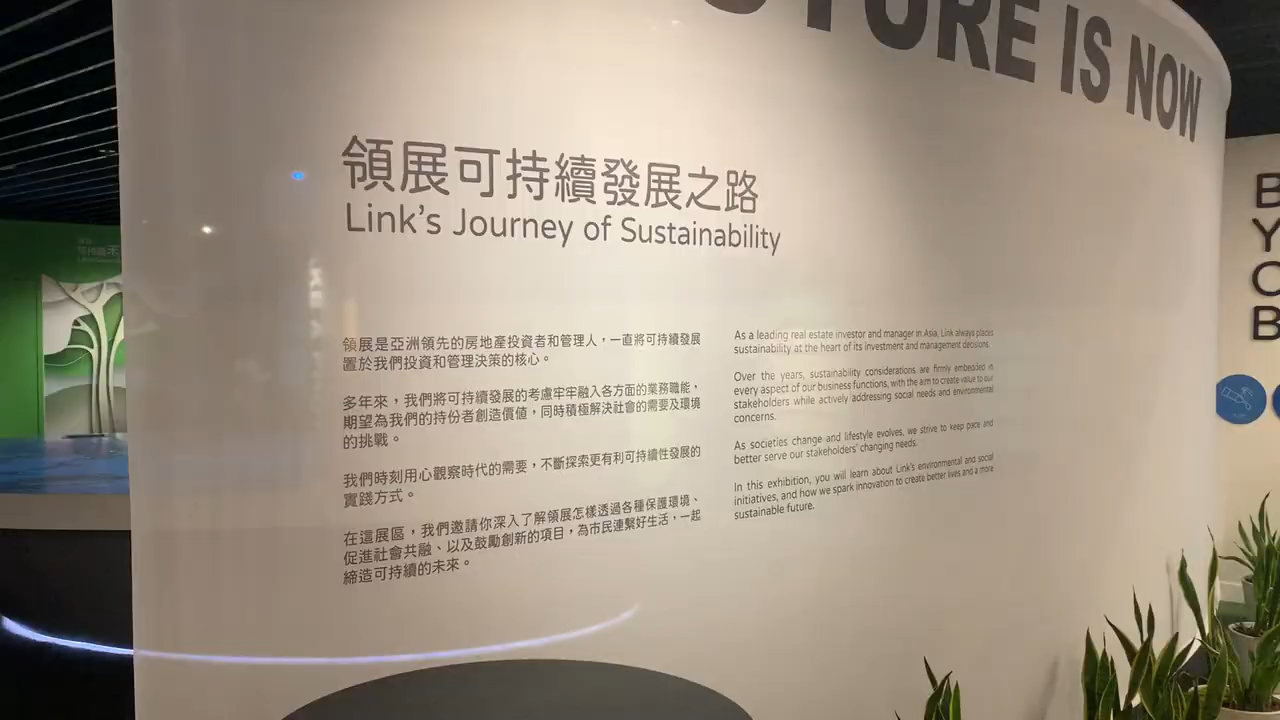 TURE IS NOW
領展可持續發展之路
Link's Journey of Sustainability
領展是亞洲領先的房地產投資者和管理人，一直將可持續發展
置於我們投資和管理決策的核心。
多年來，我們將可持續發展的考慮牢牢融入各方面的業務職能，
期望為我們的持份者創造價值，同時積極解決社會的需要及環境
的挑戰。
我們時刻用心觀察時代的需要，不斷探索更有利可持續性發展的
實踐方式。
在這展區，我們邀請你深入了解領展怎樣透過各種保護環境、
促進社會共融、以及鼓勵創新的項目，為市民連繫好生活，一起
締造可持續的未來。
As a leading real estate investor and manager in Asia, Link always places
sustainability at the heart of its investment and management decisions.
Over the years, sustainability considerations are firmly embedded in
every aspect of our business functions, with the aim to create value to our
stakeholders while actively addressing social needs and environmental
concerns.
As societies change and lifestyle evolves, we strive to keep pace and
better serve our stakeholders' changing needs.
In this exhibition, you will learn about Link's environmental and social
initiatives, and how we spark innovation to create better lives and a more
sustainable future.
B
Y
O
B